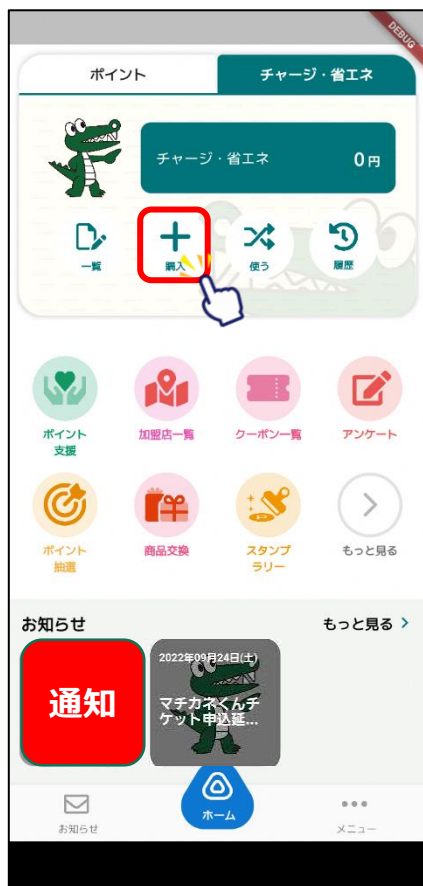 DEBUG
ポイント
チャージ・省エネ
チャージ・省エネ 0円
一覧
購入
使う
履歴
ポイント
支援
加盟店一覧
クーポン一覧
アンケート
ポイント
抽選
商品交換
スタンプ
ラリー
もっと見る
お知らせ
もっと見る
通知
2022年09月24日(土)
マチカネくんチ
ケット申込延...
お知らせ
ホーム
メニュー